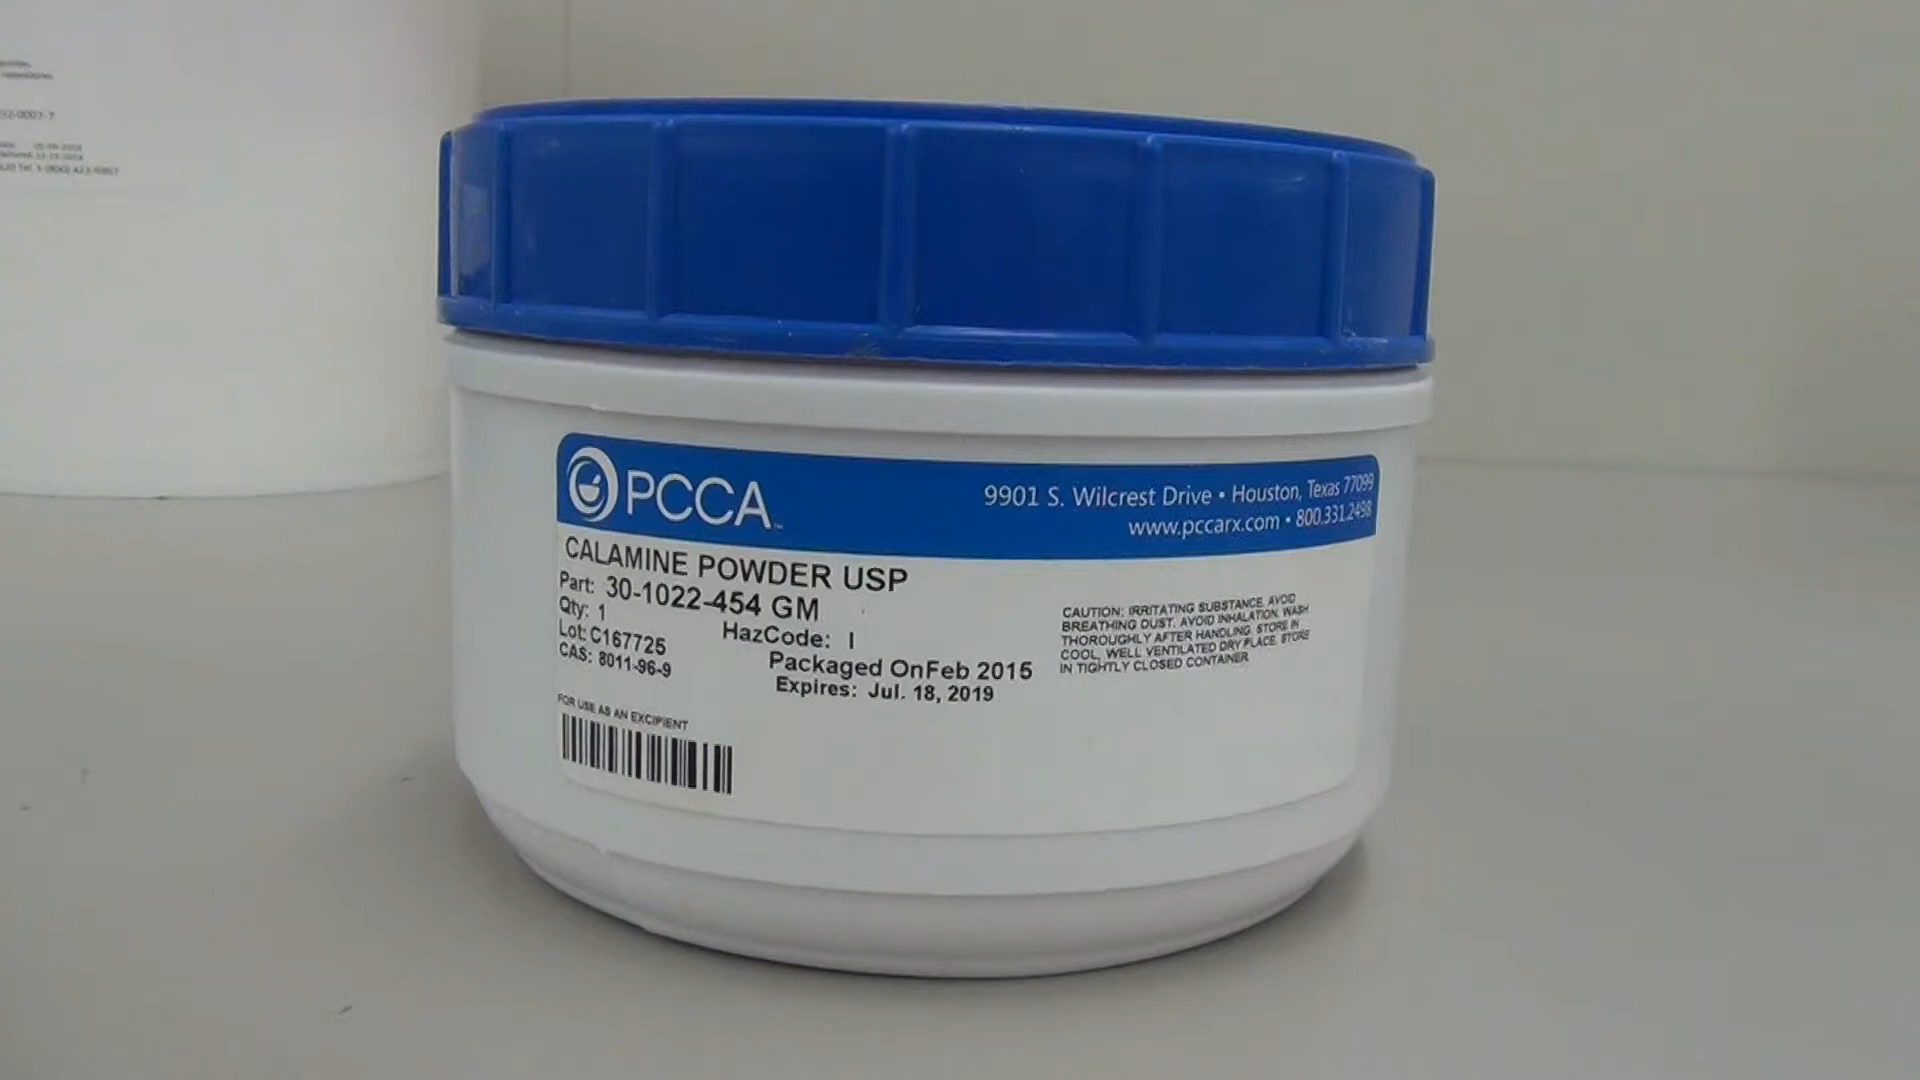 PCCA™
9901 S. Wilcrest Drive • Houston, Texas 77099
www.pccarx.com • 800.331.2498
CALAMINE POWDER USP
Part: 30-1022-454 GM
Qty: 1
HazCode: I
Lot: C167725
Packaged OnFeb 2015
CAS: 8011-96-9
Expires: Jul. 18, 2019
CAUTION: IRRITATING SUBSTANCE. AVOID
BREATHING DUST. AVOID INHALATION. WASH
THOROUGHLY AFTER HANDLING. STORE IN
COOL, WELL VENTILATED DRY PLACE. STORE
IN TIGHTLY CLOSED CONTAINER
FOR USE AS AN EXCIPIENT